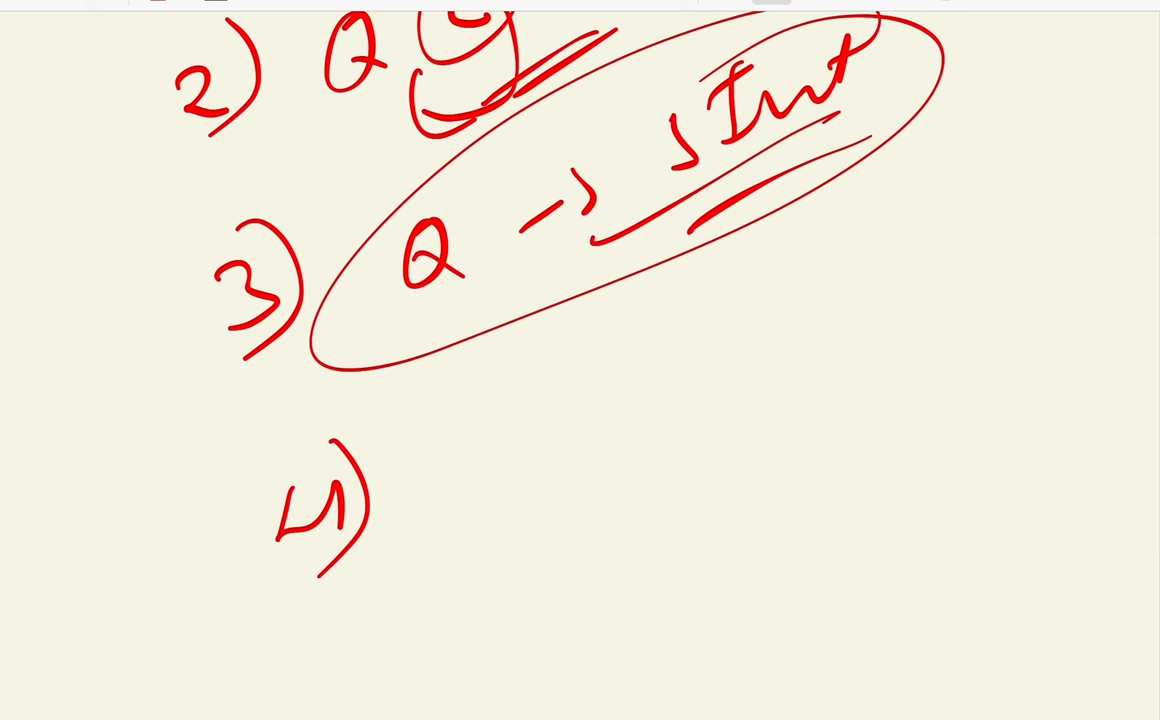 2) Q
3) Q → Int
4)